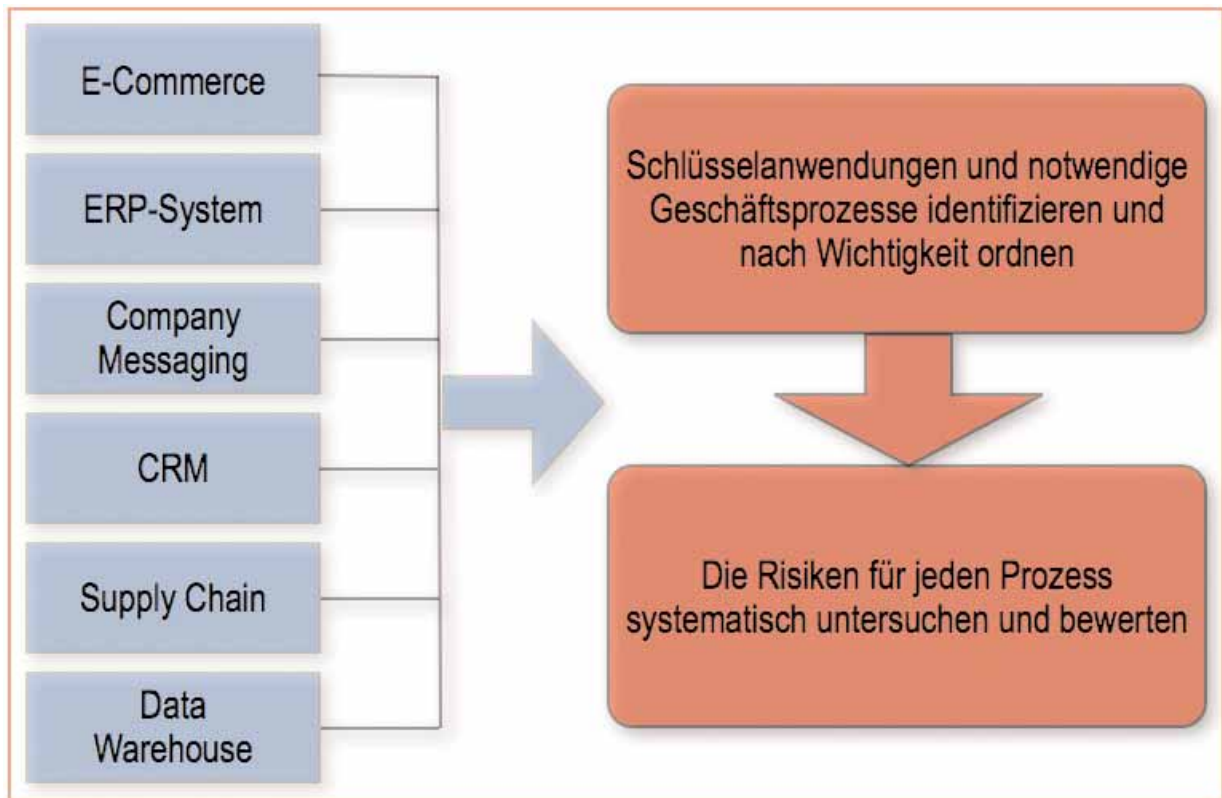 E-Commerce
ERP-System
Company
Messaging
CRM
Supply Chain
Data
Warehouse
Schlüsselanwendungen und notwendige
Geschäftsprozesse identifizieren und
nach Wichtigkeit ordnen
Die Risiken für jeden Prozess
systematisch untersuchen und bewerten